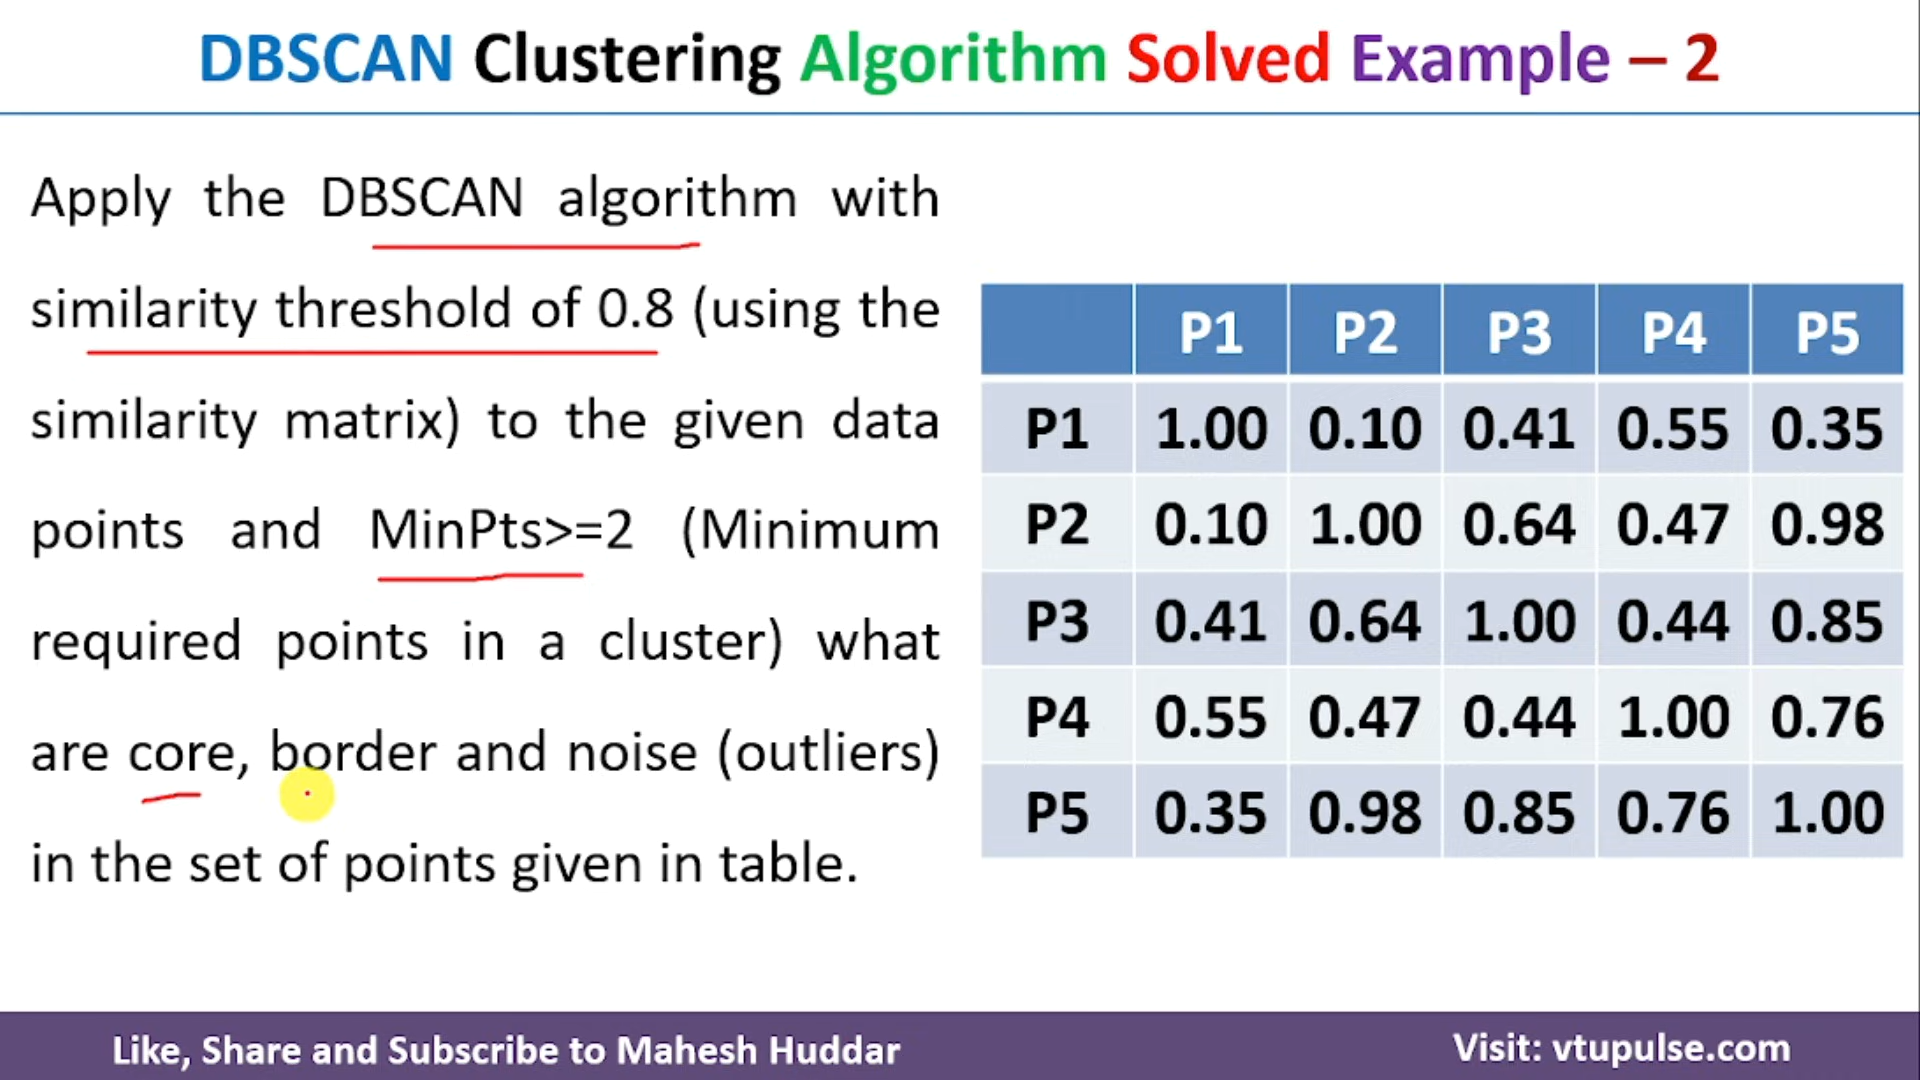 DBSCAN Clustering Algorithm Solved Example – 2
Apply the DBSCAN algorithm with
similarity threshold of 0.8 (using the
similarity matrix) to the given data
points and MinPts>=2 (Minimum
required points in a cluster) what
are core, border and noise (outliers)
in the set of points given in table.
P1 P2 P3 P4 P5
P1 1.00 0.10 0.41 0.55 0.35
P2 0.10 1.00 0.64 0.47 0.98
P3 0.41 0.64 1.00 0.44 0.85
P4 0.55 0.47 0.44 1.00 0.76
P5 0.35 0.98 0.85 0.76 1.00
Like, Share and Subscribe to Mahesh Huddar
Visit: vtupulse.com